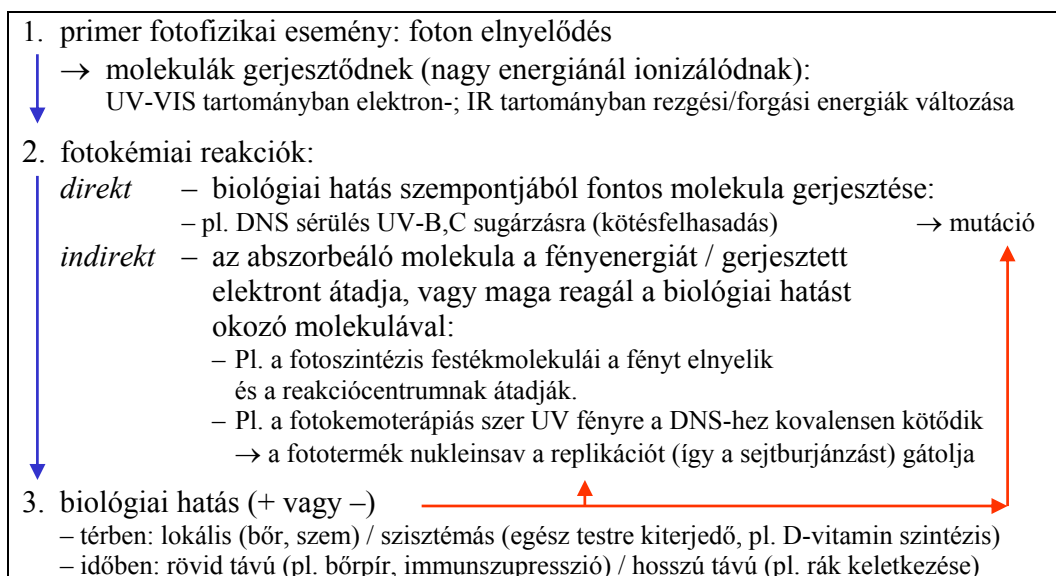 1. primer fotofizikai esemény: foton elnyelődés
→ molekulák gerjesztődnek (nagy energiánál ionizálódnak):
UV-VIS tartományban elektron-; IR tartományban rezgési/forgási energiák változása
2. fotokémiai reakciók:
direkt – biológiai hatás szempontjából fontos molekula gerjesztése:
– pl. DNS sérülés UV-B,C sugárzásra (kötésfelhasadás) → mutáció
indirekt – az abszorbeáló molekula a fényenergiát / gerjesztett
elektront átadja, vagy maga reagál a biológiai hatást
okozó molekulával:
– Pl. a fotoszintézis festékmolekulái a fényt elnyelik
és a reakciócentrumnak átadják.
– Pl. a fotokemoterápiás szer UV fényre a DNS-hez kovalensen kötődik
→ a fototermék nukleinsav a replikációt (így a sejtburjánzást) gátolja
3. biológiai hatás (+ vagy –)
– térben: lokális (bőr, szem) / szisztémás (egész testre kiterjedő, pl. D-vitamin szintézis)
– időben: rövid távú (pl. bőrpír, immunszupresszió) / hosszú távú (pl. rák keletkezése)